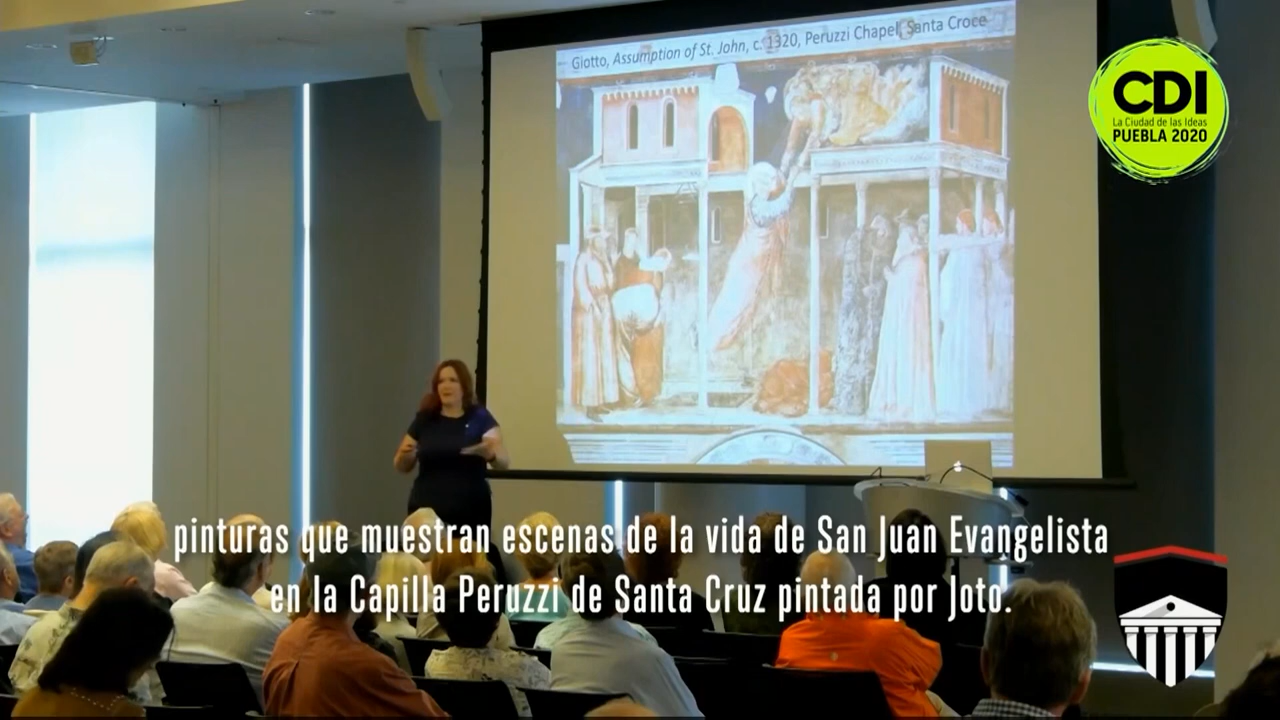 Giotto, Assumption of St. John, c. 1320, Peruzzi Chapel, Santa Croce
CDI
La Ciudad de las Ideas
PUEBLA 2020
pinturas que muestran escenas de la vida de San Juan Evangelista
en la Capilla Peruzzi de Santa Cruz pintada por Joto.